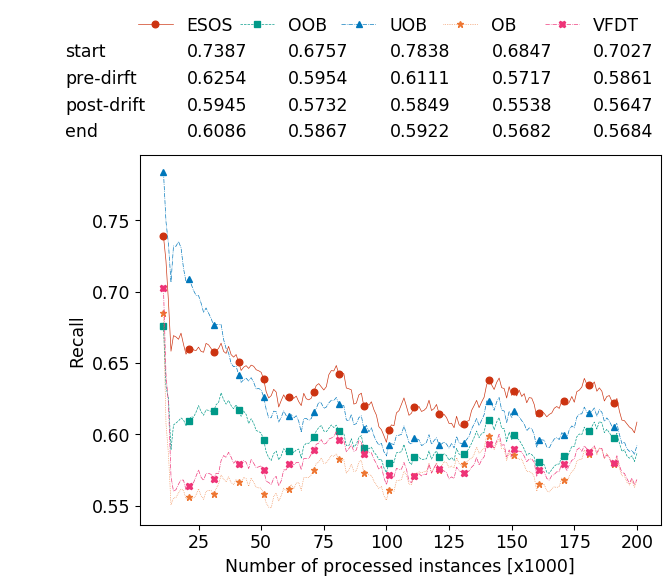 ESOS OOB UOB OB VFDT
start 0.7387 0.6757 0.7838 0.6847 0.7027
pre-dirft 0.6254 0.5954 0.6111 0.5717 0.5861
post-drift 0.5945 0.5732 0.5849 0.5538 0.5647
end 0.6086 0.5867 0.5922 0.5682 0.5684
0.75
0.70
0.65
0.60
0.55
Recall
25 50 75 100 125 150 175 200
Number of processed instances [x1000]